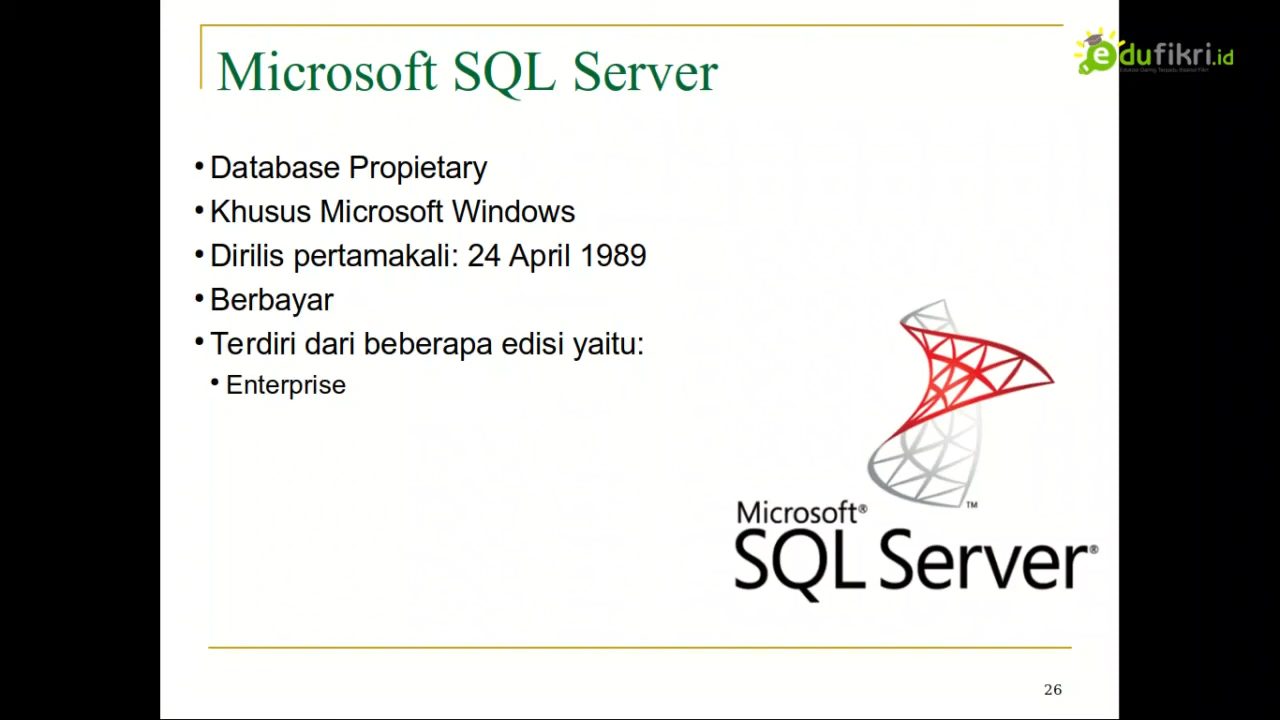 Microsoft SQL Server
edufikri.id
• Database Propietary
• Khusus Microsoft Windows
• Dirilis pertamakali: 24 April 1989
• Berbayar
• Terdiri dari beberapa edisi yaitu:
• Enterprise
Microsoft®
SQL Server®
™
26